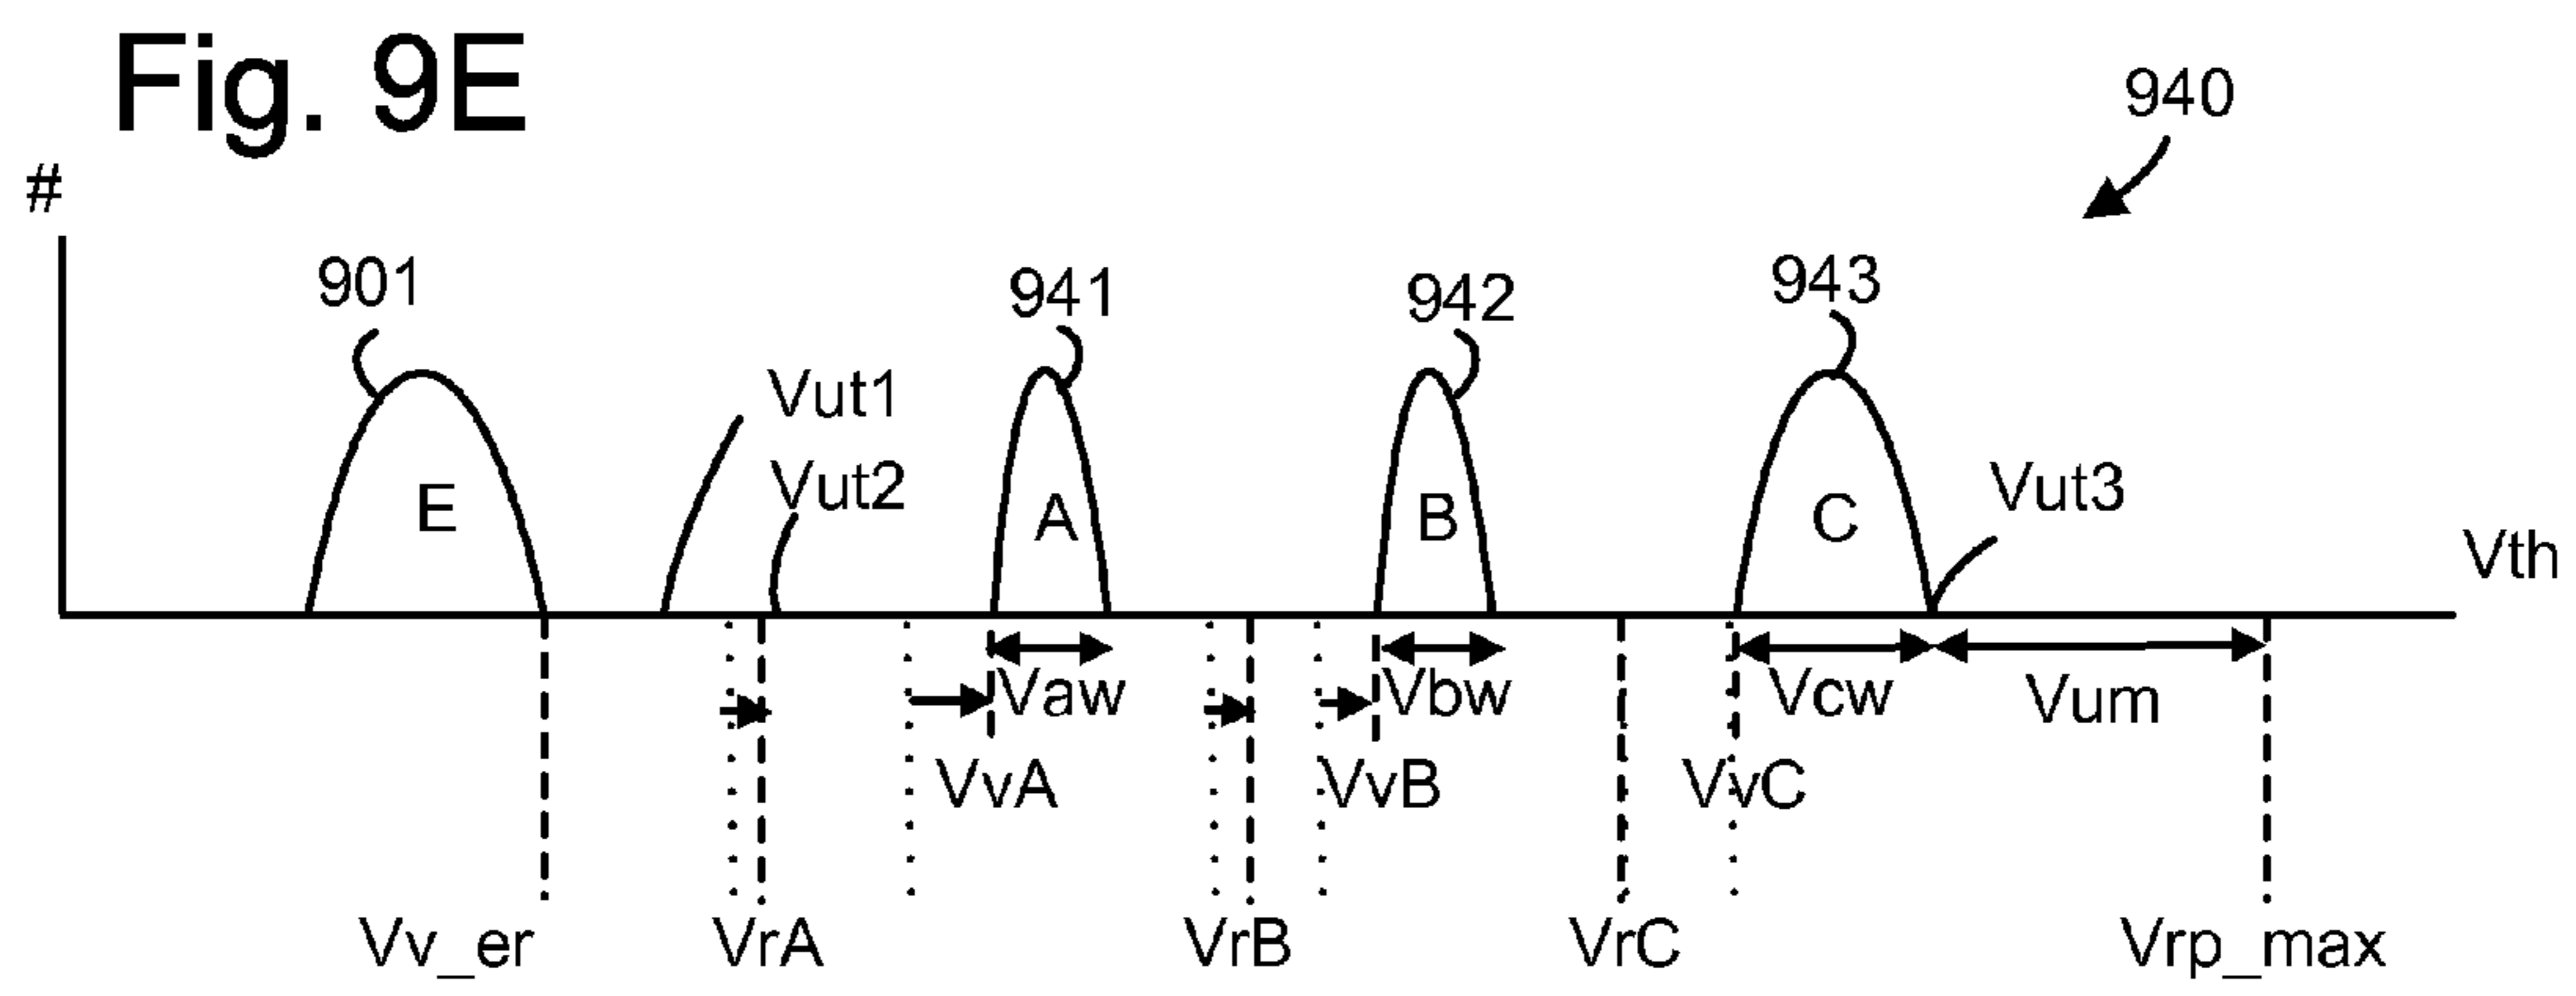 Fig. 9E
940
#
901
941
942
943
Vut1
Vut2
Vut3
E
A
B
C
Vth
Vaw
Vbw
Vcw
Vum
VvA
VvB
VvC
Vv_er
VrA
VrB
VrC
Vrp_max